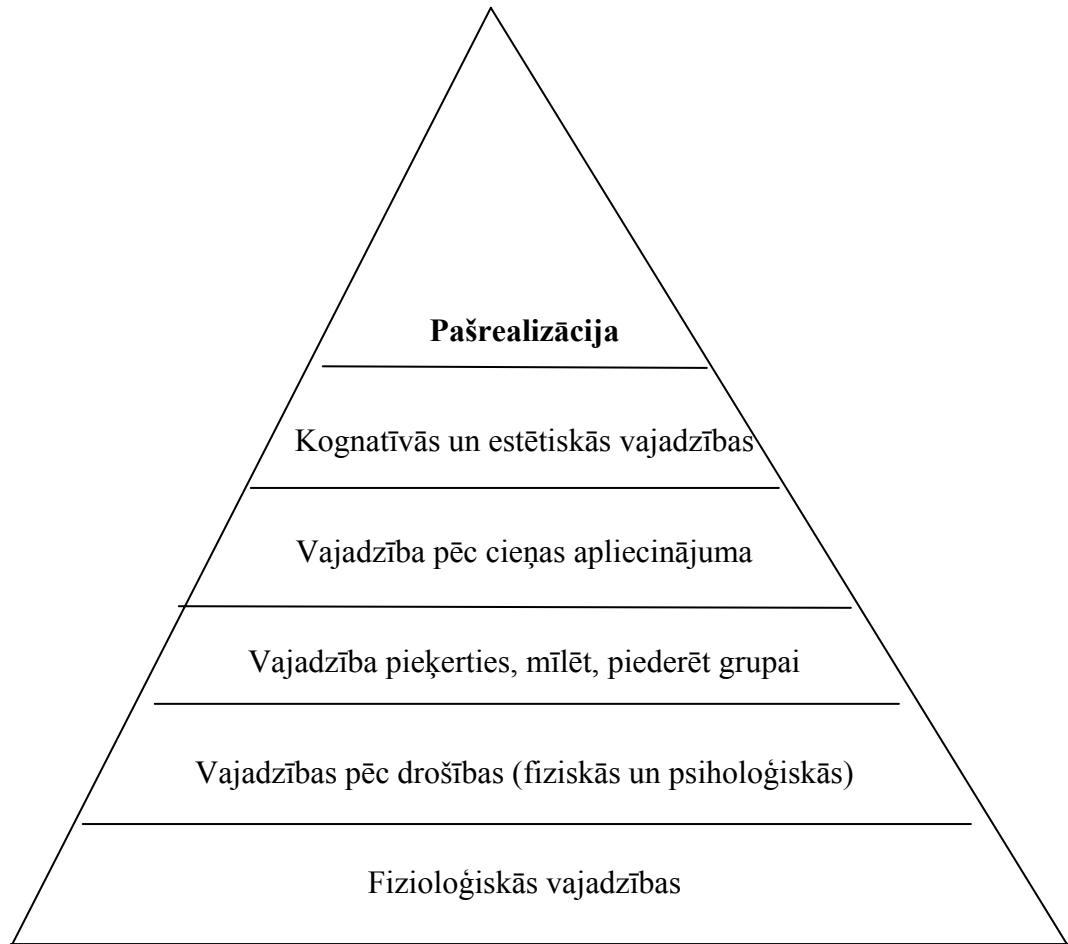 Pašrealizācija
Kognatīvās un estētiskās vajadzības
Vajadzība pēc cieņas apliecinājuma
Vajadzība pieķerties, mīlēt, piederēt grupai
Vajadzības pēc drošības (fiziskās un psiholoģiskās)
Fizioloģiskās vajadzības